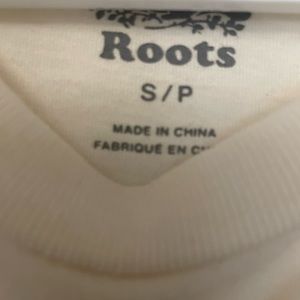 Roots
S/P
MADE IN CHINA
FABRIQUÉ EN